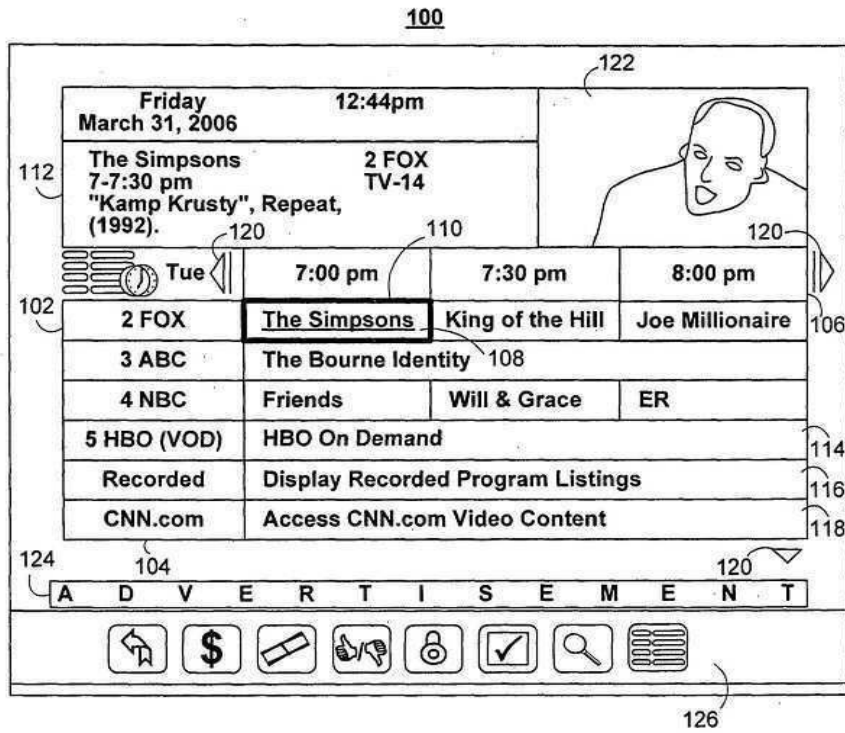 100
122
Friday 12:44pm
March 31, 2006
112
The Simpsons 2 FOX
7-7:30 pm TV-14
"Kamp Krusty", Repeat,
(1992).
120 110 120
Tue 7:00 pm 7:30 pm 8:00 pm
102 106
2 FOX The Simpsons King of the Hill Joe Millionaire
3 ABC The Bourne Identity 108
4 NBC Friends Will & Grace ER
5 HBO (VOD) HBO On Demand 114
Recorded Display Recorded Program Listings 116
CNN.com Access CNN.com Video Content 118
124 104 120
A D V E R T I S E M E N T
$
126